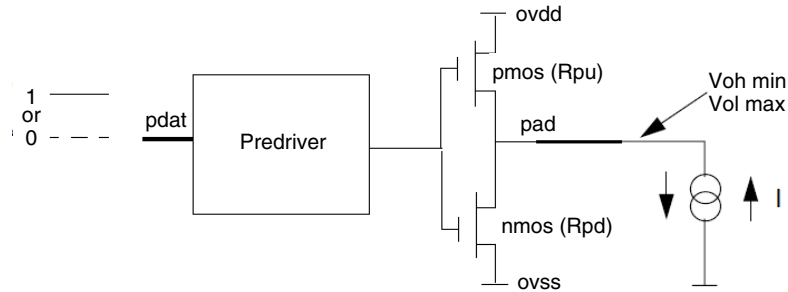 ovdd
pmos (Rpu)
Voh min
Vol max
1
or
0
pdat
Predriver
pad
I
nmos (Rpd)
ovss